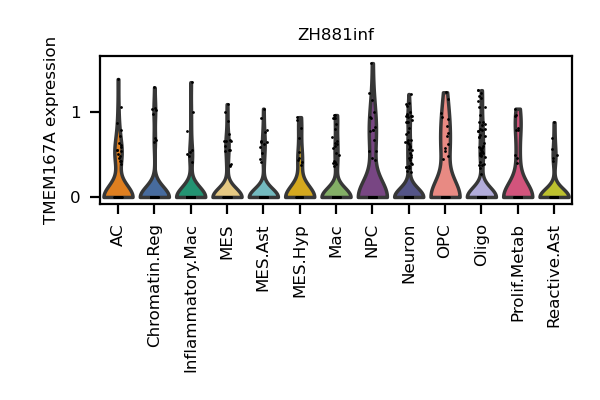 ZH881inf
TMEM167A expression
1
0
AC
Chromatin.Reg
Inflammatory.Mac
MES
MES.Ast
MES.Hyp
Mac
NPC
Neuron
OPC
Oligo
Prolif.Metab
Reactive.Ast